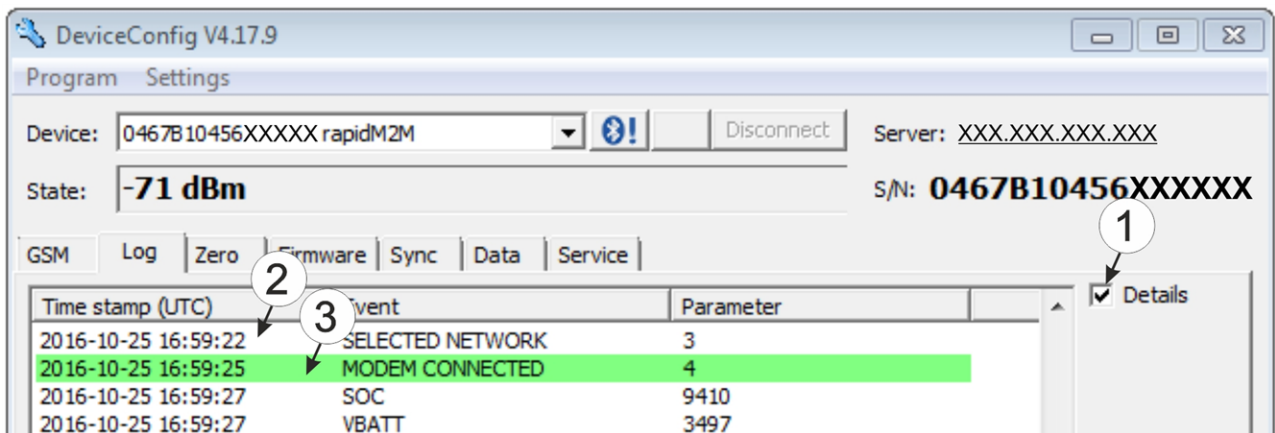 DeviceConfig V4.17.9
Program Settings
Device: 0467B10456XXXXX rapidM2M Disconnect Server: XXX.XXX.XXX.XXX
State: -71 dBm S/N: 0467B10456XXXXXX
1
GSM Log Zero Firmware Sync Data Service
2
3
Details
Time stamp (UTC) Event Parameter
2016-10-25 16:59:22 SELECTED NETWORK 3
2016-10-25 16:59:25 MODEM CONNECTED 4
2016-10-25 16:59:27 SOC 9410
2016-10-25 16:59:27 VBATT 3497